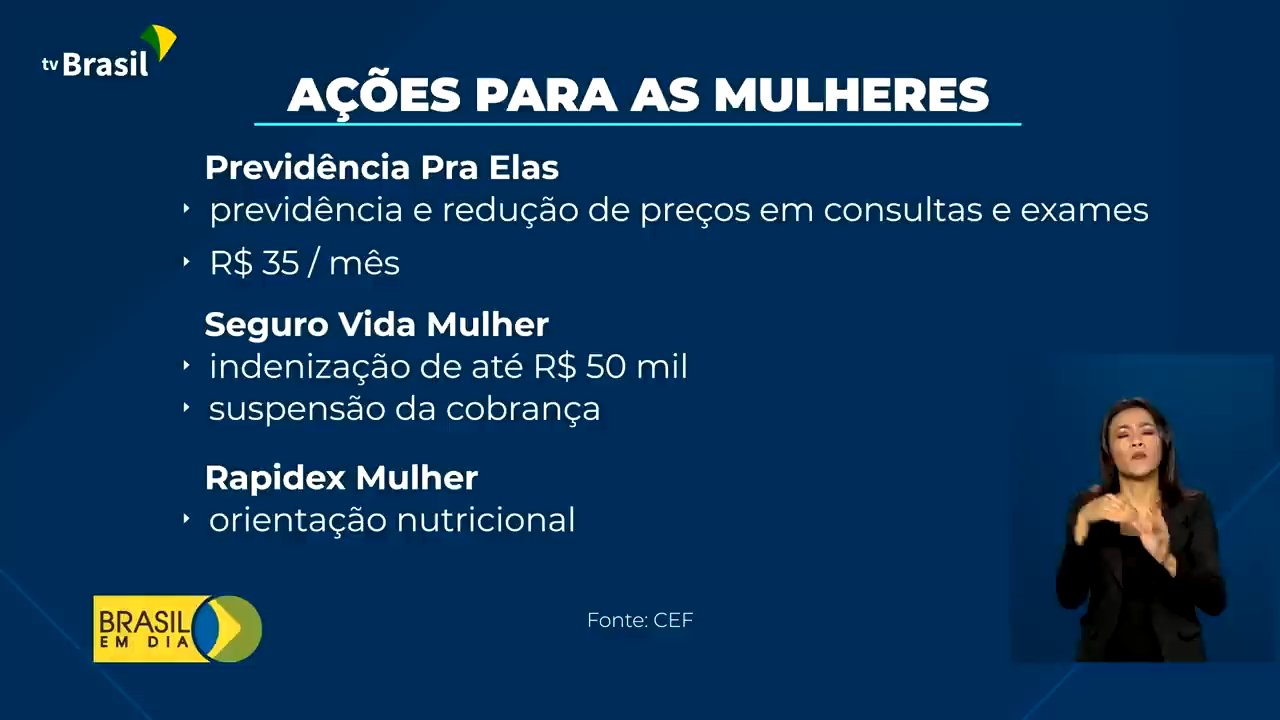 tv Brasil
AÇÕES PARA AS MULHERES
Previdência Pra Elas
previdência e redução de preços em consultas e exames
R$ 35 / mês
Seguro Vida Mulher
indenização de até R$ 50 mil
suspensão da cobrança
Rapidex Mulher
orientação nutricional
BRASIL
EM DIA
Fonte: CEF